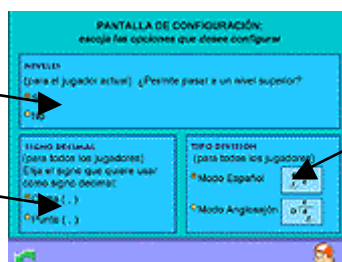 PANTALLA DE CONFIGURACIÓN:
escoja las opciones que desee configurar
NIVELES
(para el jugador actual) ¿Permite pasar a un nivel superior?
No
SIGNO DECIMAL
(para todos los jugadores)
Elija el signo que quiere usar
como signo decimal:
(,)
Punto (.)
TIPO DIVISIÓN
(para todos los jugadores)
Modo Español
Modo Anglosajón